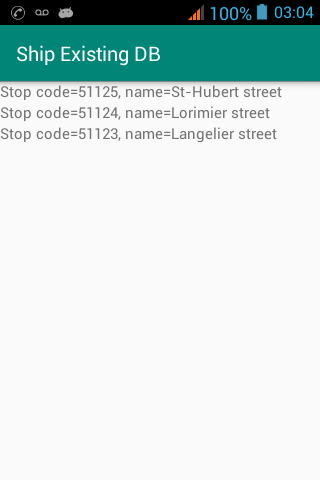 100% 03:04
Ship Existing DB
Stop code=51125, name=St-Hubert street
Stop code=51124, name=Lorimier street
Stop code=51123, name=Langelier street